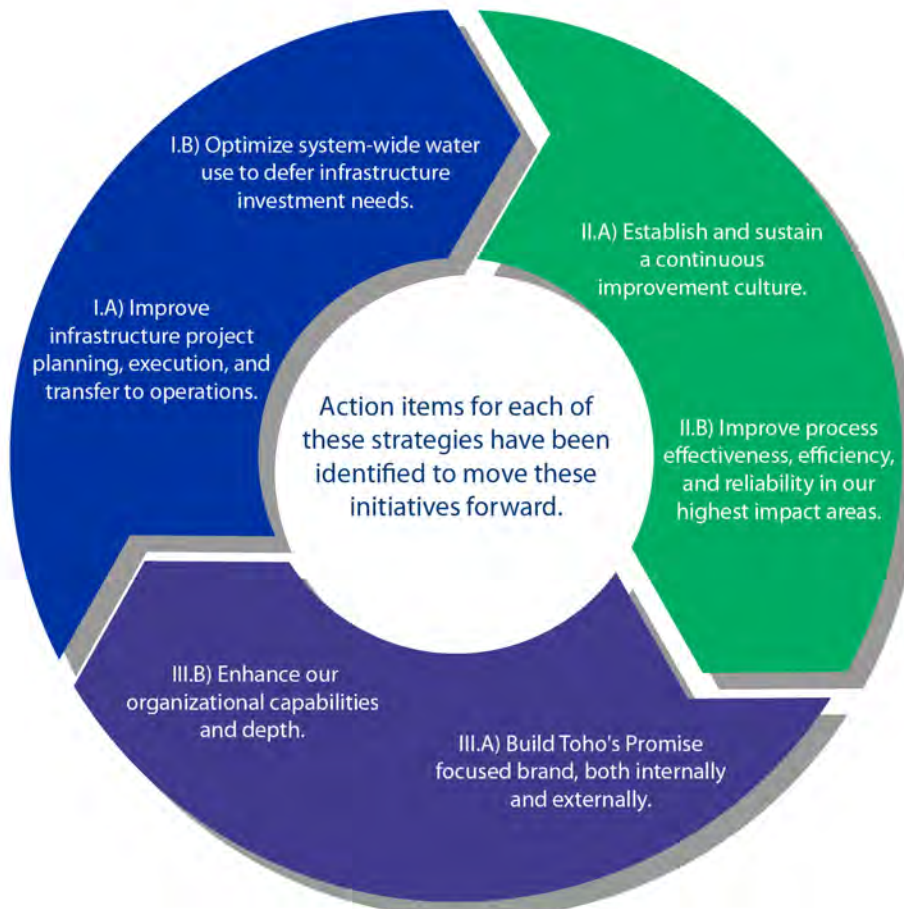 I.B) Optimize system-wide water
use to defer infrastructure
investment needs.
II.A) Establish and sustain
a continuous
improvement culture.
I.A) Improve
infrastructure project
planning, execution, and
transfer to operations.
Action items for each of
these strategies have been
identified to move these
initiatives forward.
II.B) Improve process
effectiveness, efficiency,
and reliability in our
highest impact areas.
III.B) Enhance our
organizational capabilities
and depth.
III.A) Build Toho's Promise
focused brand, both internally
and externally.